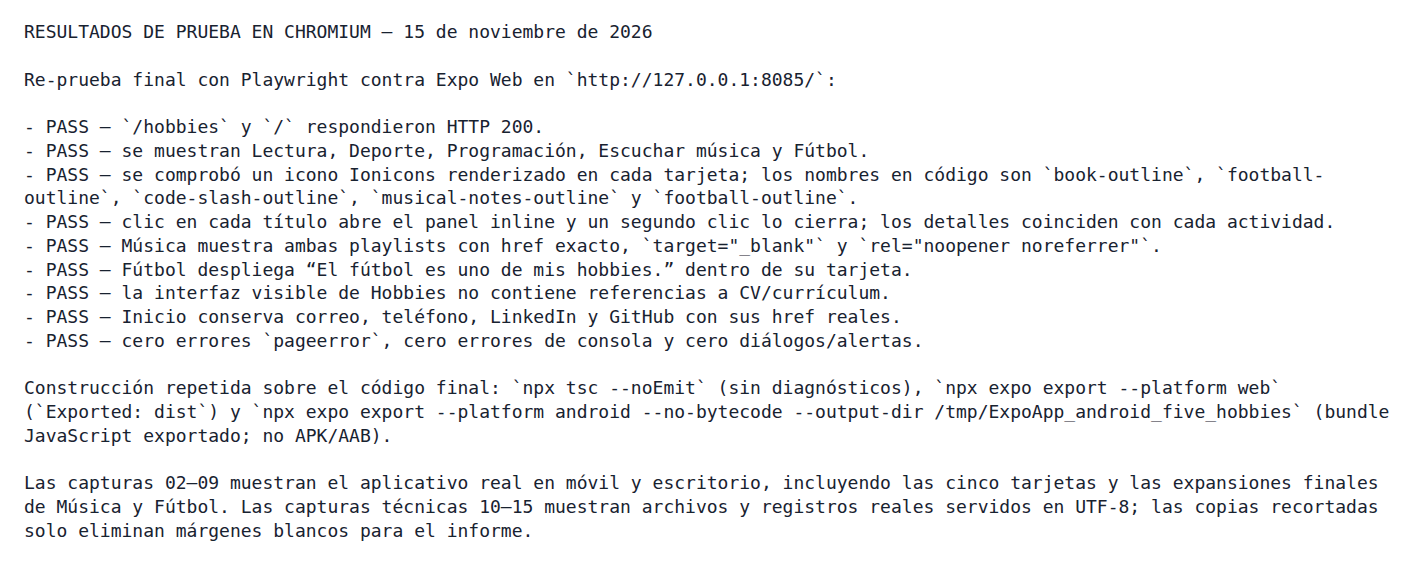 RESULTADOS DE PRUEBA EN CHROMIUM — 15 de noviembre de 2026
Re-prueba final con Playwright contra Expo Web en `http://127.0.0.1:8085/`:
- PASS — `/hobbies` y `/` respondieron HTTP 200.
- PASS — se muestran Lectura, Deporte, Programación, Escuchar música y Fútbol.
- PASS — se comprobó un icono Ionicons renderizado en cada tarjeta; los nombres en código son `book-outline`, `football-
outline`, `code-slash-outline`, `musical-notes-outline` y `football-outline`.
- PASS — clic en cada título abre el panel inline y un segundo clic lo cierra; los detalles coinciden con cada actividad.
- PASS — Música muestra ambas playlists con href exacto, `target="_blank"` y `rel="noopener noreferrer"`.
- PASS — Fútbol despliega “El fútbol es uno de mis hobbies.” dentro de su tarjeta.
- PASS — la interfaz visible de Hobbies no contiene referencias a CV/currículum.
- PASS — Inicio conserva correo, teléfono, LinkedIn y GitHub con sus href reales.
- PASS — cero errores `pageerror`, cero errores de consola y cero diálogos/alertas.
Construcción repetida sobre el código final: `npx tsc --noEmit` (sin diagnósticos), `npx expo export --platform web`
(`Exported: dist`) y `npx expo export --platform android --no-bytecode --output-dir /tmp/ExpoApp_android_five_hobbies` (bundle
JavaScript exportado; no APK/AAB).
Las capturas 02–09 muestran el aplicativo real en móvil y escritorio, incluyendo las cinco tarjetas y las expansiones finales
de Música y Fútbol. Las capturas técnicas 10–15 muestran archivos y registros reales servidos en UTF-8; las copias recortadas
solo eliminan márgenes blancos para el informe.